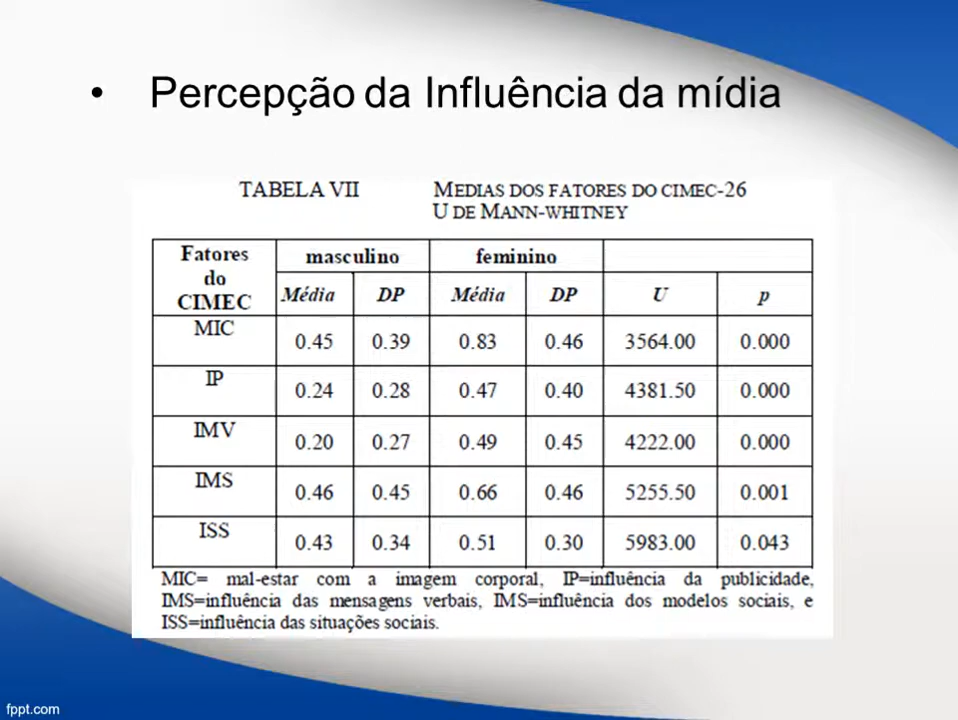 • Percepção da Influência da mídia
TABELA VII MEDIAS DOS FATORES DO CIMEC-26
U DE MANN-WHITNEY
Fatores do CIMEC masculino feminino
Média DP Média DP U p
MIC 0.45 0.39 0.83 0.46 3564.00 0.000
IP 0.24 0.28 0.47 0.40 4381.50 0.000
IMV 0.20 0.27 0.49 0.45 4222.00 0.000
IMS 0.46 0.45 0.66 0.46 5255.50 0.001
ISS 0.43 0.34 0.51 0.30 5983.00 0.043
MIC= mal-estar com a imagem corporal, IP=influência da publicidade,
IMS=influência das mensagens verbais, IMS=influência dos modelos sociais, e
ISS=influência das situações sociais.
fppt.com